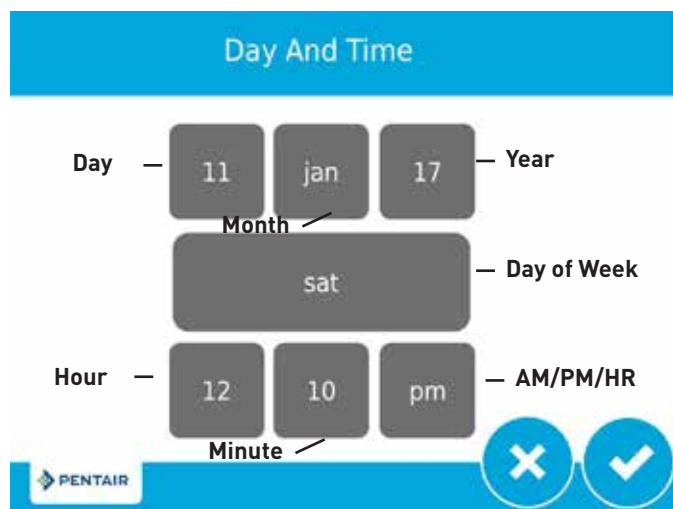 Day And Time
Day 11 jan 17 Year
Month
sat Day of Week
Hour 12 10 pm AM/PM/HR
Minute
PENTAIR